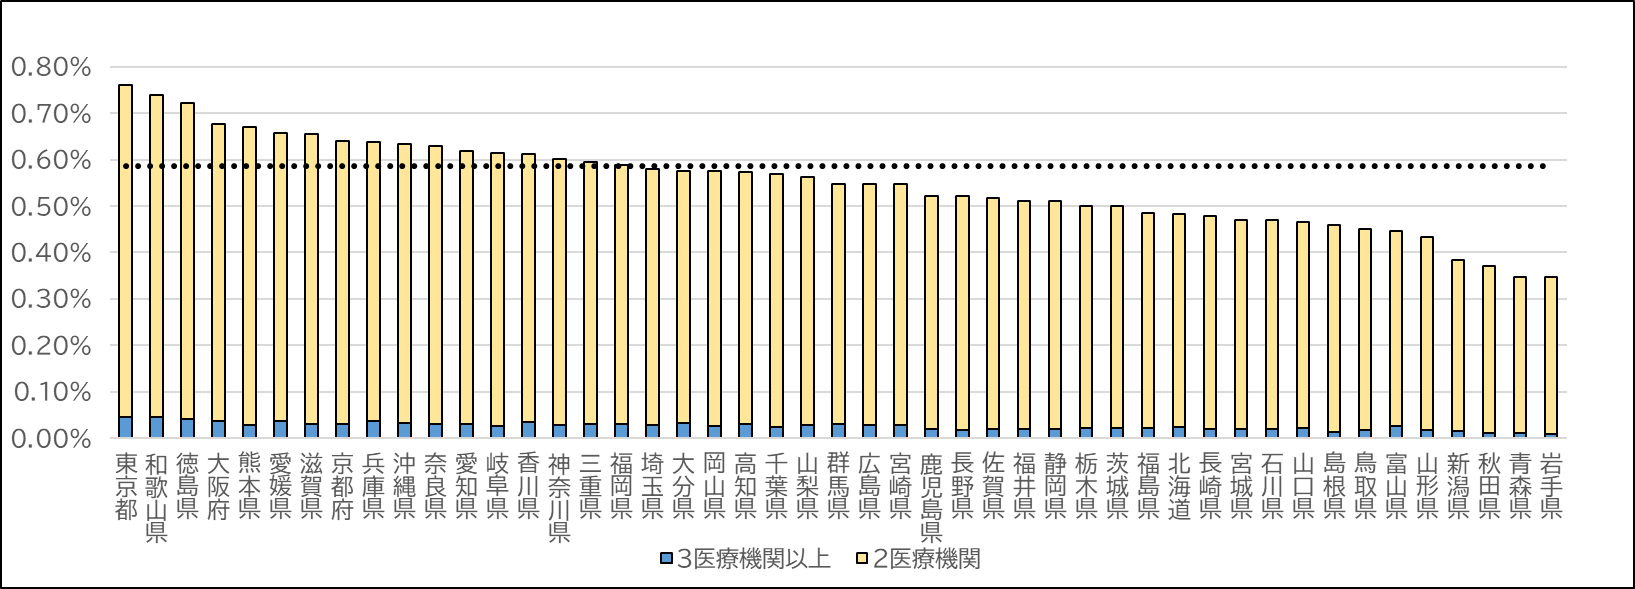 0.80%
0.70%
0.60%
0.50%
0.40%
0.30%
0.20%
0.10%
0.00%
東京都
和歌山県
徳島県
大阪府
熊本県
愛媛県
滋賀県
京都府
兵庫県
沖縄県
奈良県
愛知県
岐阜県
香川県
神奈川県
三重県
福岡県
埼玉県
大分県
岡山県
高知県
千葉県
山梨県
群馬県
広島県
宮崎県
鹿児島県
長野県
佐賀県
福井県
静岡県
栃木県
茨城県
福島県
北海道
長崎県
宮城県
石川県
山口県
島根県
鳥取県
富山県
山形県
新潟県
秋田県
青森県
岩手県
3医療機関以上 2医療機関